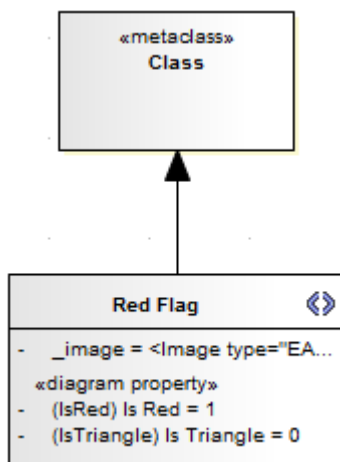 «metaclass»
Class
Red Flag
- _image = <Image type="EA...
«diagram property»
- (IsRed) Is Red = 1
- (IsTriangle) Is Triangle = 0